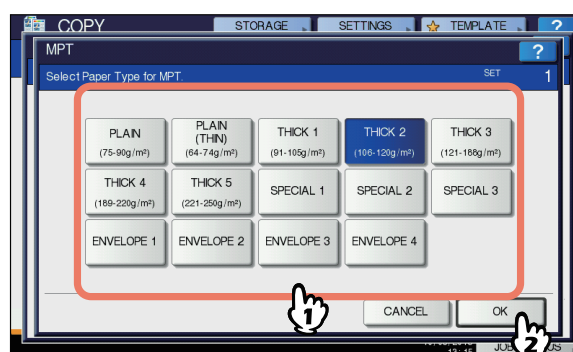 COPY STORAGE SETTINGS TEMPLATE ?
MPT ?
Select Paper Type for MPT. SET 1
PLAIN
(75-90g/m²)
PLAIN
(THIN)
(64-74g/m²)
THICK 1
(91-105g/m²)
THICK 2
(106-120g/m²)
THICK 3
(121-188g/m²)
THICK 4
(189-220g/m²)
THICK 5
(221-250g/m²)
SPECIAL 1
SPECIAL 2
SPECIAL 3
ENVELOPE 1
ENVELOPE 2
ENVELOPE 3
ENVELOPE 4
1
CANCEL
OK
2